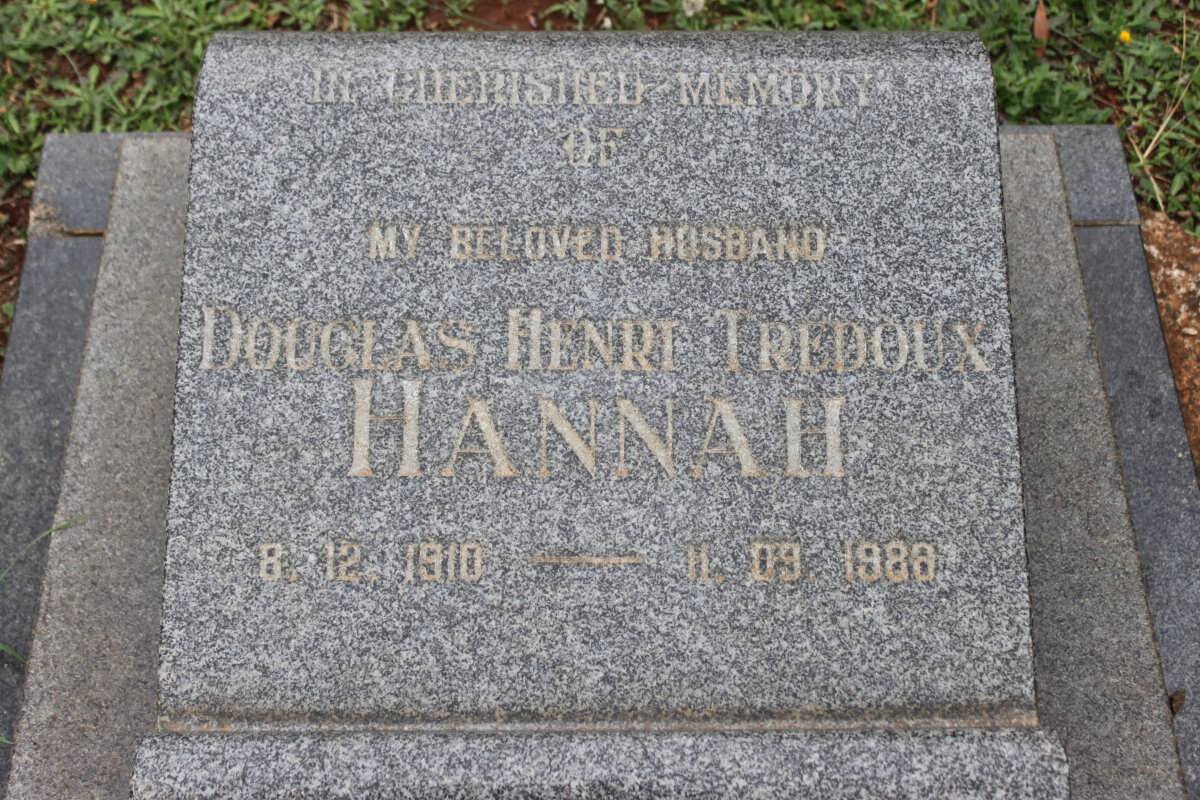 IN CHERISHED MEMORY
OF
MY BELOVED HUSBAND
DOUGLAS HENRI TREDOUX
HANNAH
8. 12. 1910 — 11. 09. 1988